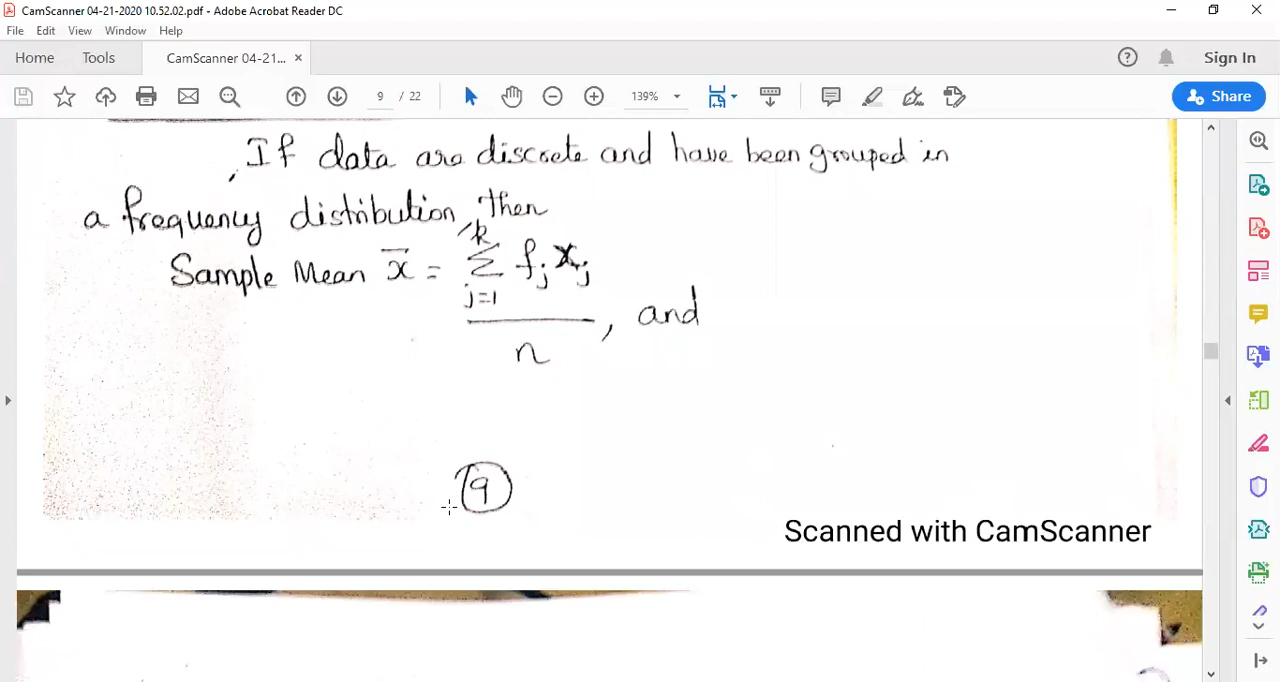 CamScanner 04-21-2020 10.52.02.pdf - Adobe Acrobat Reader DC
File Edit View Window Help
Home Tools CamScanner 04-21... × Sign In
9 / 22 139% Share
If data are discrete and have been grouped in
a frequency distribution, then
Sample Mean x̄ = k∑j=1 fj xj / n, and
9
Scanned with CamScanner